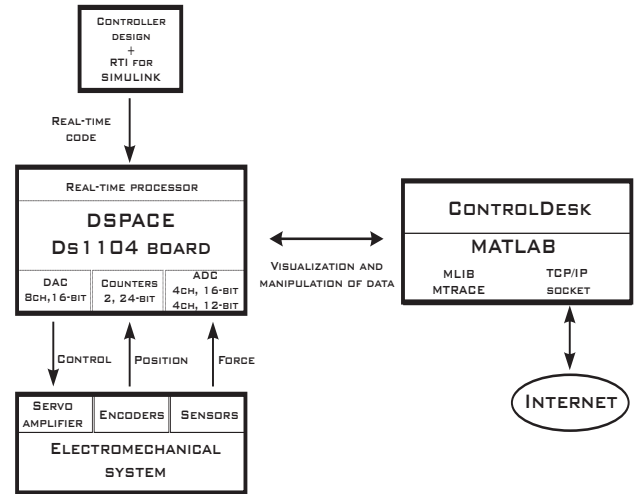 CONTROLLER
DESIGN
+
RTI FOR
SIMULINK
REAL-TIME
CODE
REAL-TIME PROCESSOR
DSPACE
DS1104 BOARD
DAC
8CH,16-BIT
COUNTERS
2, 24-BIT
ADC
4CH, 16-BIT
4CH, 12-BIT
VISUALIZATION AND
MANIPULATION OF DATA
CONTROLDESK
MATLAB
MLIB
MTRACE
TCP/IP
SOCKET
CONTROL
POSITION
FORCE
INTERNET
SERVO
AMPLIFIER
ENCODERS
SENSORS
ELECTROMECHANICAL
SYSTEM